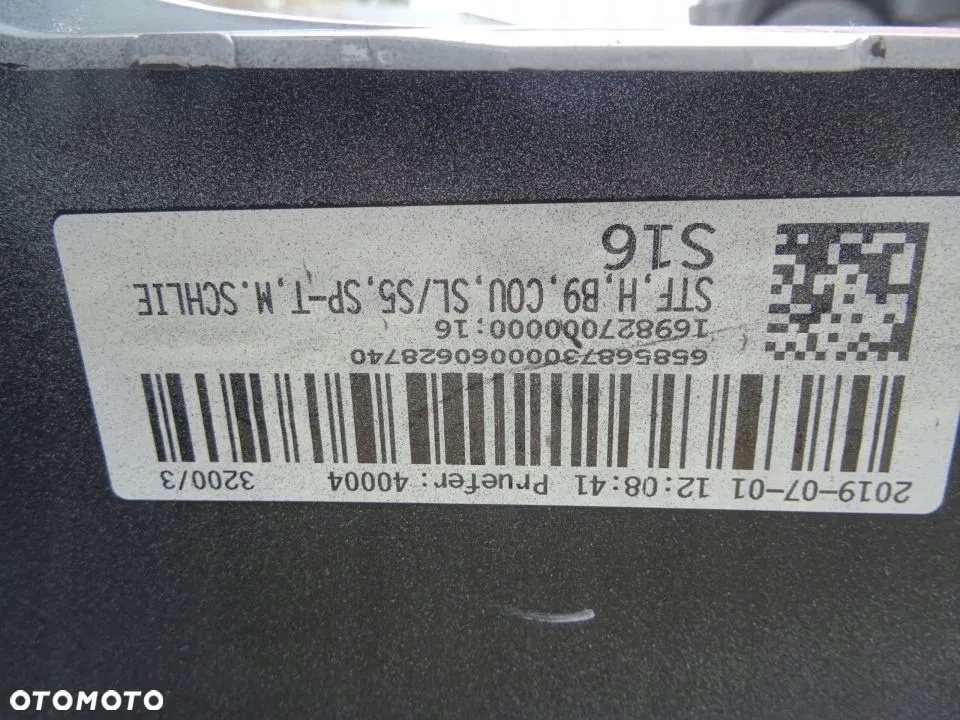 2019-07-01 12:08:41 Pruefer:40004 3200/3
65856873000060628740
169827000000;16
STF,H,B9,COU,SL/S5,SP-T,M.SCHLIE
S16
OTOMOTO